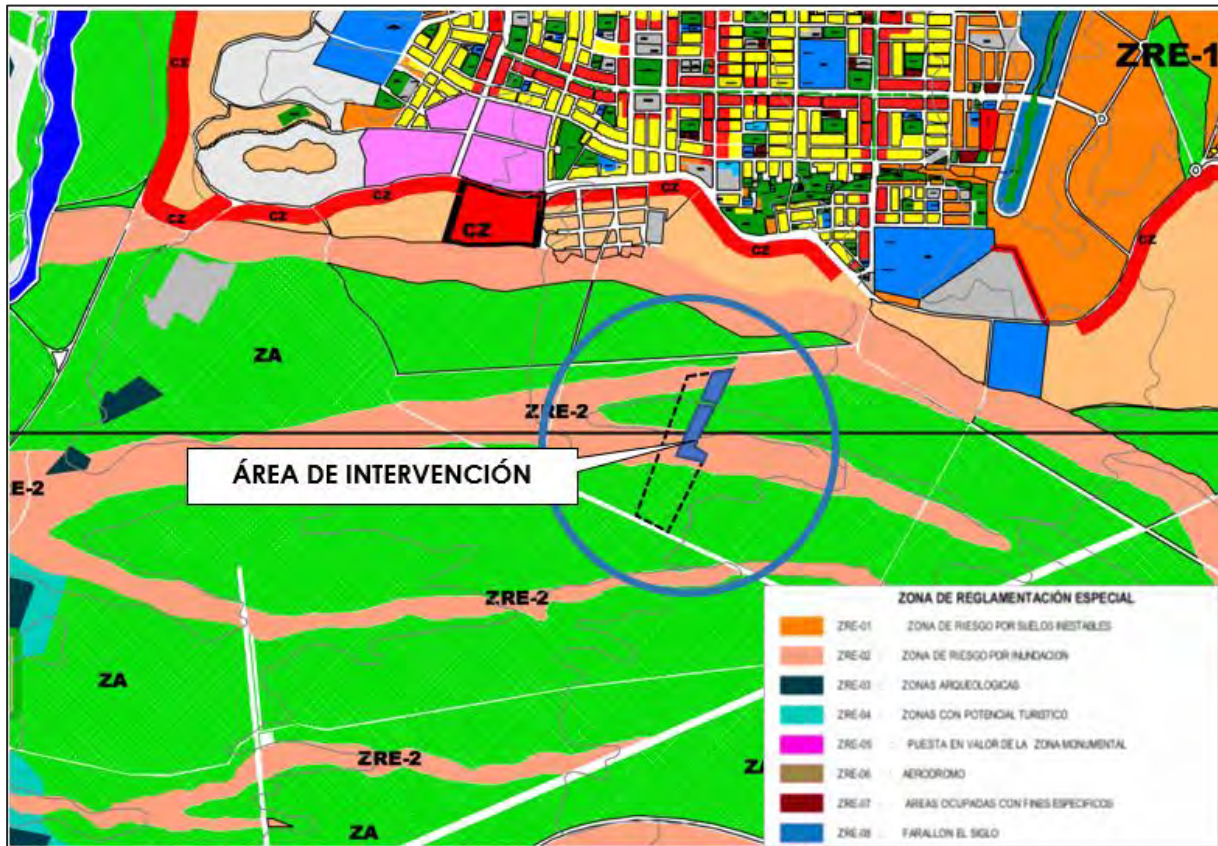 ZRE-1
CZ
CZ
CZ
CZ
CZ
CZ
CZ
CZ
ZA
ZRE-2
ÁREA DE INTERVENCIÓN
E-2
ZRE-2
ZA
ZRE-2
ZA
ZONA DE REGLAMENTACIÓN ESPECIAL
ZRE-01 ZONA DE RIESGO POR SUELOS INESTABLES
ZRE-02 : ZONA DE RIESGO POR INUNDACION
ZRE-03 : ZONAS ARQUEOLOGICAS
ZRE-04 : ZONAS CON POTENCIAL TURISTICO
ZRE-05 : PUESTA EN VALOR DE LA ZONA MONUMENTAL
ZRE-06 : AERODROMO
ZRE-07 : AREAS OCUPADAS CON FINES ESPECIFICOS
ZRE-08 : FARALLON EL SIGLO